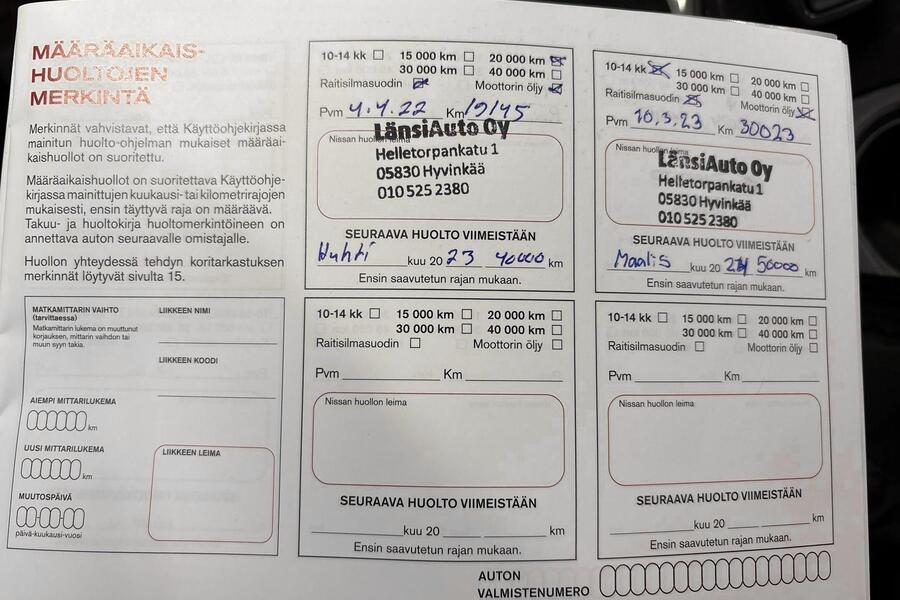 MÄÄRÄAIKAIS-
HUOLTOJEN
MERKINTÄ
Merkinnät vahvistavat, että Käyttöohjekirjassa
mainitun huolto-ohjelman mukaiset määräai-
kaishuollot on suoritettu.
Määräaikaishuollot on suoritettava Käyttöohje-
kirjassa mainittujen kuukausi- tai kilometrirajojen
mukaisesti, ensin täyttyvä raja on määräävä.
Takuu- ja huoltokirja huoltomerkintöineen on
annettava auton seuraavalle omistajalle.
Huollon yhteydessä tehdyn koritarkastuksen
merkinnät löytyvät sivulta 15.
10-14 kk 15 000 km 20 000 km
30 000 km 40 000 km
Raitisilmasuodin Moottorin öljy
Pvm 4.4.22 Km 19145
Nissan huollon leima
LänsiAuto Oy
Helletorpankatu 1
05830 Hyvinkää
010 525 2380
SEURAAVA HUOLTO VIIMEISTÄÄN
Huhti kuu 20 23 40000 km
Ensin saavutetun rajan mukaan.
10-14 kk 15 000 km 20 000 km
30 000 km 40 000 km
Raitisilmasuodin Moottorin öljy
Pvm 10.3.23 Km 30023
Nissan huollon leima
LänsiAuto Oy
Helletorpankatu 1
05830 Hyvinkää
010 525 2380
SEURAAVA HUOLTO VIIMEISTÄÄN
Maalis kuu 20 24 50000 km
Ensin saavutetun rajan mukaan.
MATKAMITTARIN VAIHTO
(tarvittaessa)
Matkamittarin lukema on muuttunut
korjauksen, mittarin vaihdon tai
muun syyn takia.
LIIKKEEN NIMI
LIIKKEEN KOODI
AIEMPI MITTARILUKEMA
km
UUSI MITTARILUKEMA
km
MUUTOSPÄIVÄ
päivä-kuukausi-vuosi
LIIKKEEN LEIMA
10-14 kk 15 000 km 20 000 km
30 000 km 40 000 km
Raitisilmasuodin Moottorin öljy
Pvm Km
Nissan huollon leima
SEURAAVA HUOLTO VIIMEISTÄÄN
kuu 20 km
Ensin saavutetun rajan mukaan.
10-14 kk 15 000 km 20 000 km
30 000 km 40 000 km
Raitisilmasuodin Moottorin öljy
Pvm Km
Nissan huollon leima
SEURAAVA HUOLTO VIIMEISTÄÄN
kuu 20 km
Ensin saavutetun rajan mukaan.
AUTON
VALMISTENUMERO